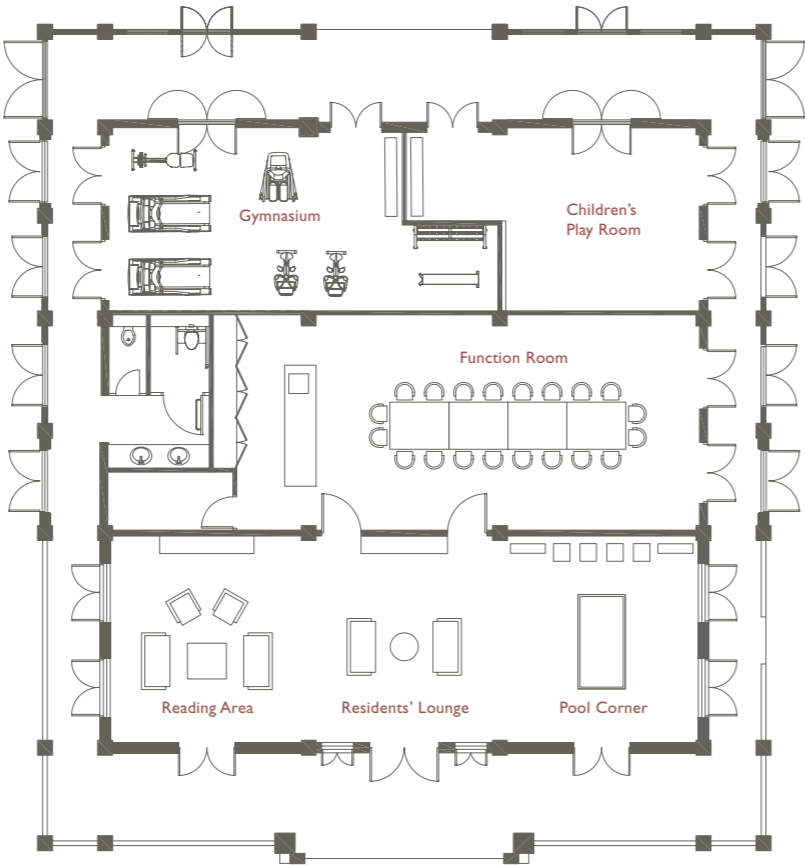 Gymnasium
Children's
Play Room
Function Room
Reading Area
Residents' Lounge
Pool Corner